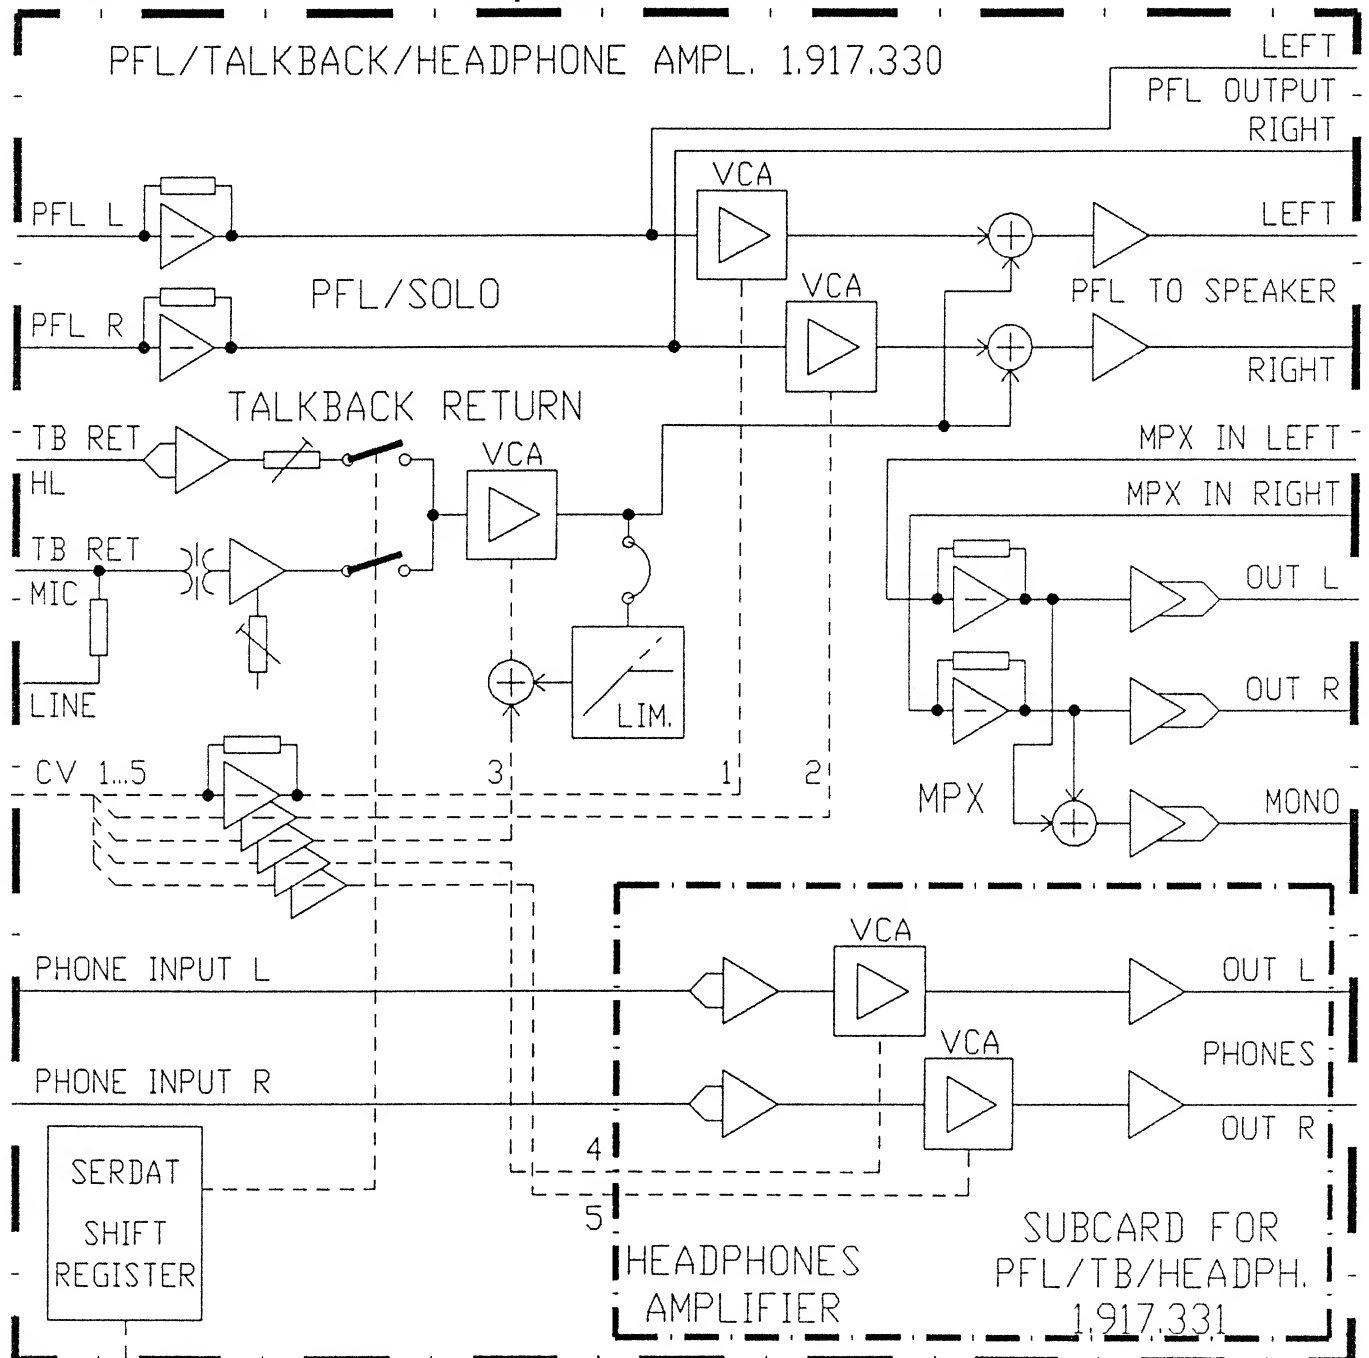 PFL/TALKBACK/HEADPHONE AMPL. 1.917.330
LEFT
PFL OUTPUT
RIGHT
VCA
PFL L
LEFT
PFL/SOLO
VCA
PFL TO SPEAKER
PFL R
RIGHT
TALKBACK RETURN
TB RET
HL
VCA
MPX IN LEFT
MPX IN RIGHT
TB RET
MIC
OUT L
LINE
LIM.
OUT R
CV 1...5
3
1
2
MPX
MONO
VCA
PHONE INPUT L
OUT L
VCA
PHONES
PHONE INPUT R
OUT R
4
5
SERDAT
SHIFT
REGISTER
HEADPHONES
AMPLIFIER
SUBCARD FOR
PFL/TB/HEADPH.
1.917.331